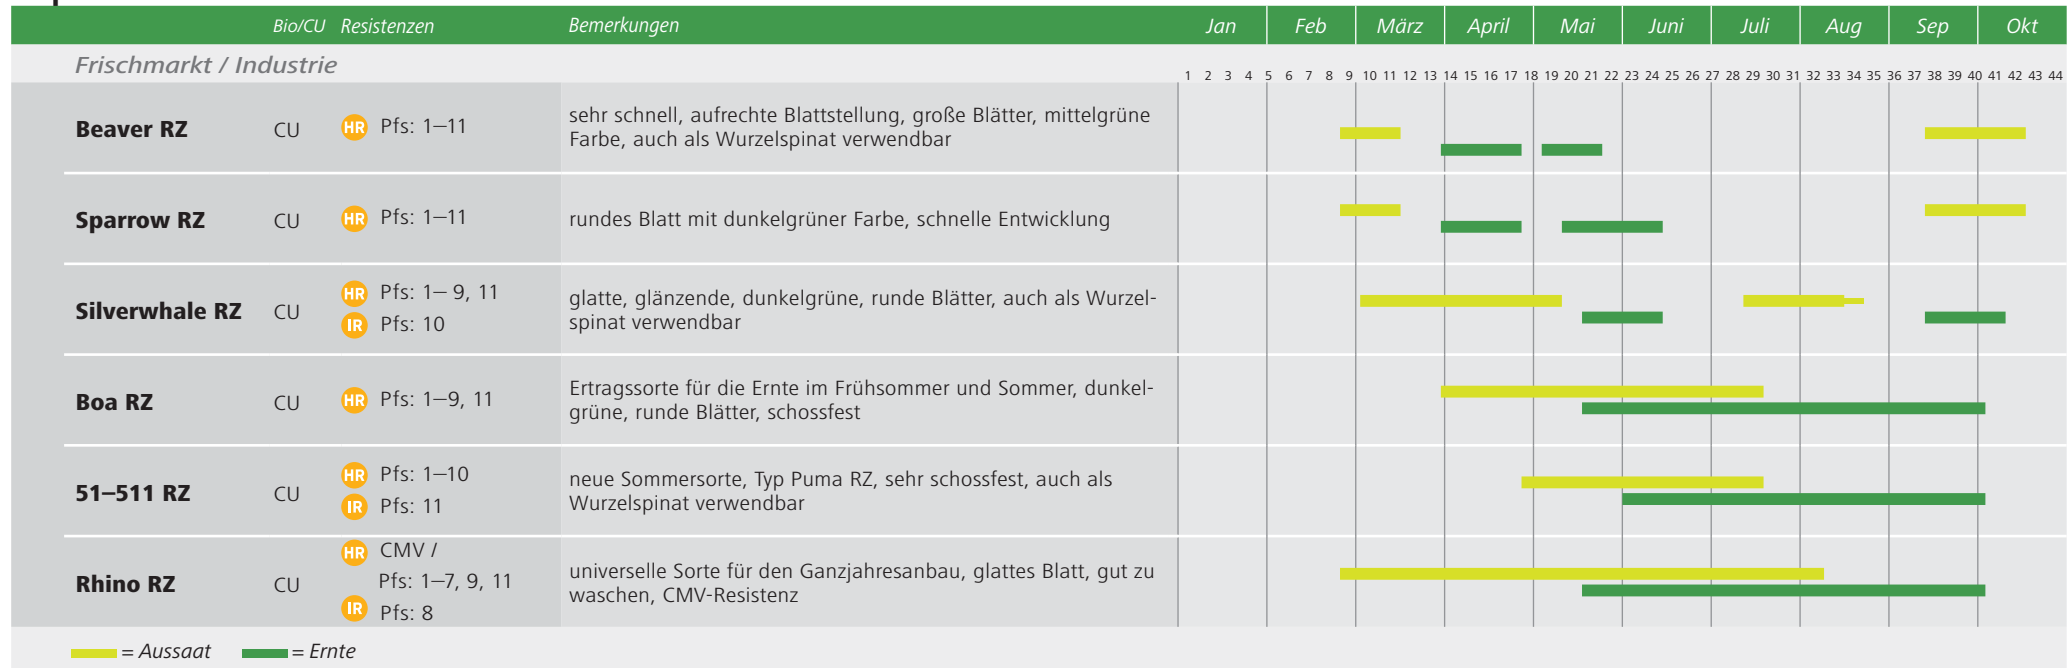 Bio/CU Resistenzen Bemerkungen Jan Feb März April Mai Juni Juli Aug Sep Okt
Frischmarkt / Industrie
1 2 3 4 5 6 7 8 9 10 11 12 13 14 15 16 17 18 19 20 21 22 23 24 25 26 27 28 29 30 31 32 33 34 35 36 37 38 39 40 41 42 43 44
Beaver RZ CU HR Pfs: 1–11 sehr schnell, aufrechte Blattstellung, große Blätter, mittelgrüne
Farbe, auch als Wurzelspinat verwendbar
Sparrow RZ CU HR Pfs: 1–11 rundes Blatt mit dunkelgrüner Farbe, schnelle Entwicklung
Silverwhale RZ CU HR Pfs: 1– 9, 11
IR Pfs: 10
glatte, glänzende, dunkelgrüne, runde Blätter, auch als Wurzel-
spinat verwendbar
Boa RZ CU HR Pfs: 1–9, 11 Ertragssorte für die Ernte im Frühsommer und Sommer, dunkel-
grüne, runde Blätter, schossfest
51–511 RZ CU HR Pfs: 1–10
IR Pfs: 11
neue Sommersorte, Typ Puma RZ, sehr schossfest, auch als
Wurzelspinat verwendbar
Rhino RZ CU HR CMV /
Pfs: 1–7, 9, 11
IR Pfs: 8
universelle Sorte für den Ganzjahresanbau, glattes Blatt, gut zu
waschen, CMV-Resistenz
= Aussaat = Ernte